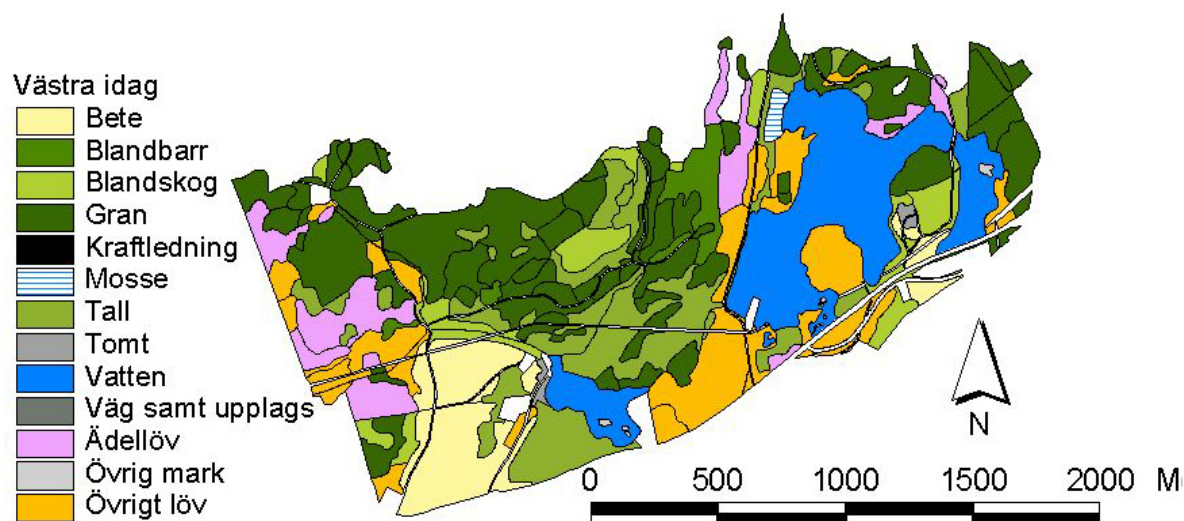 Västra idag
Bete
Blandbarr
Blandskog
Gran
Kraftledning
Mosse
Tall
Tomt
Vatten
Väg samt upplags
Ädellöv
Övrig mark
Övrigt löv
N
0 500 1000 1500 2000 M